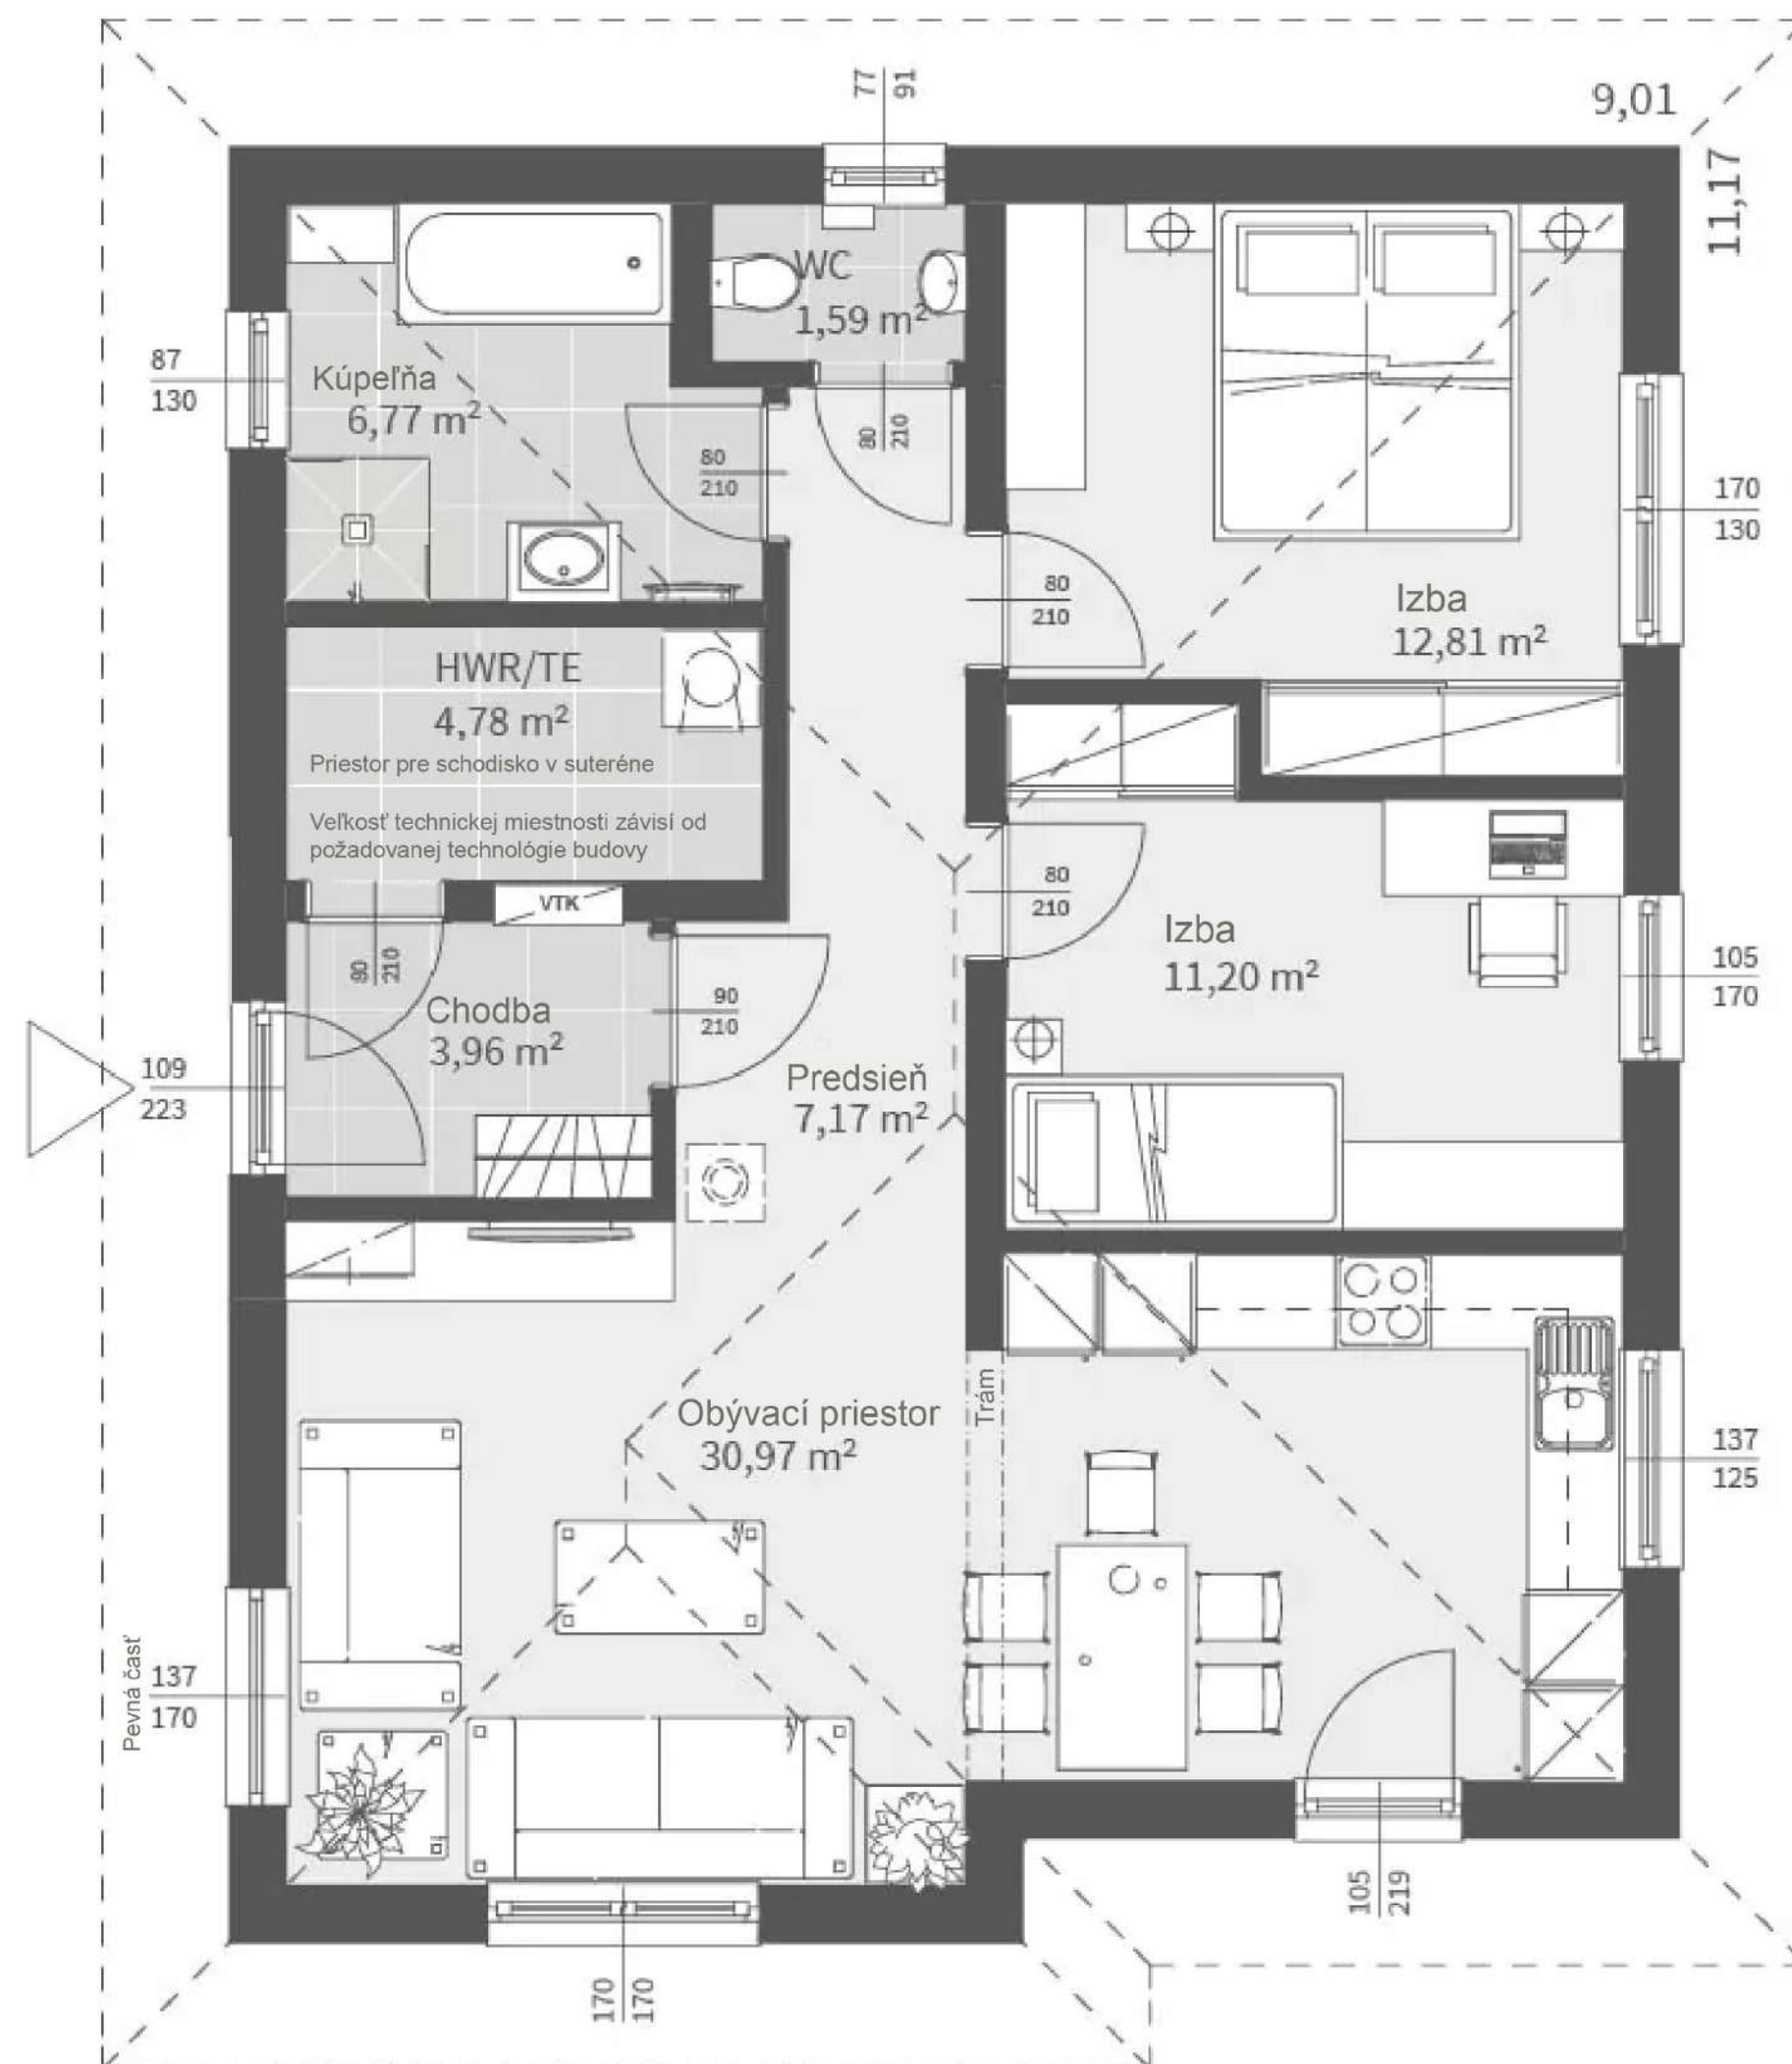 77
91
9,01
11,17
WC
1,59 m²
87
130
Kúpeľňa
6,77 m²
80
210
80
210
170
130
80
210
Izba
12,81 m²
HWR/TE
4,78 m²
Priestor pre schodisko v suteréne
Veľkosť technickej miestnosti závisí od
požadovanej technológie budovy
VTK
80
210
80
210
Izba
11,20 m²
105
170
90
210
Chodba
3,96 m²
109
223
Predsieň
7,17 m²
Trám
Obývací priestor
30,97 m²
137
125
Pevná časť
137
170
105
219
170
170